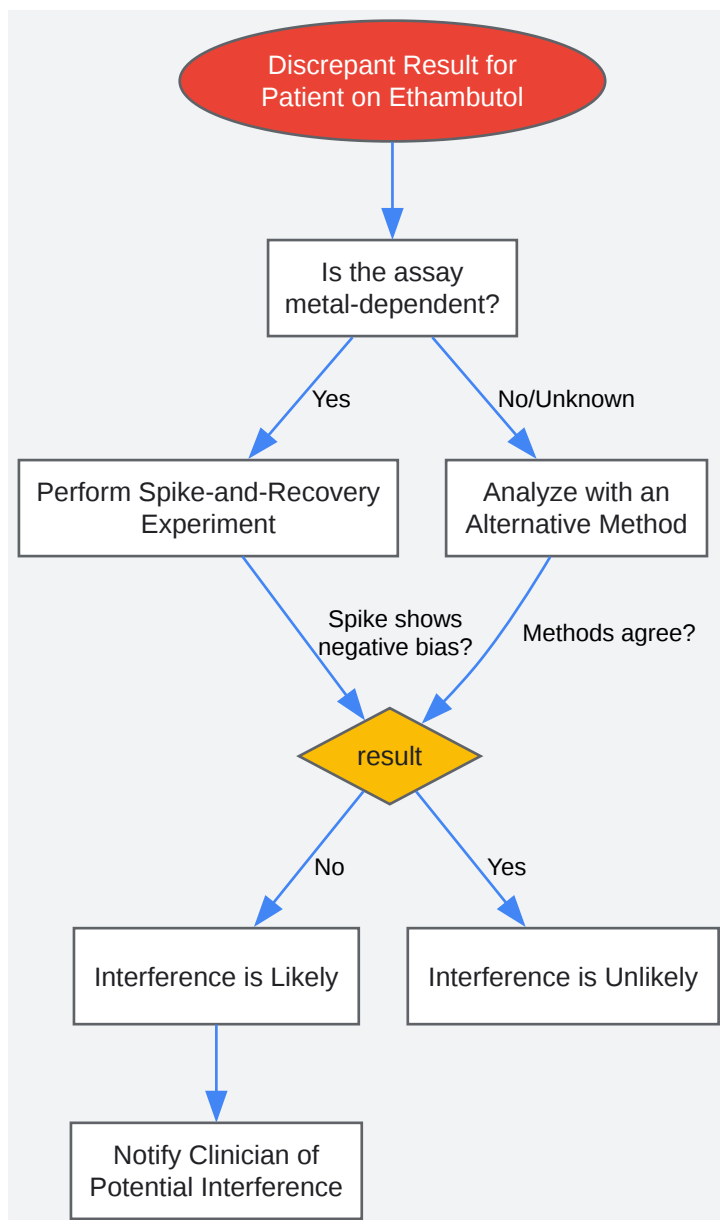 Discrepant Result for
Patient on Ethambutol
Is the assay
metal-dependent?
Yes
No/Unknown
Perform Spike-and-Recovery
Experiment
Analyze with an
Alternative Method
Spike shows
negative bias?
Methods agree?
result
No
Yes
Interference is Likely
Interference is Unlikely
Notify Clinician of
Potential Interference